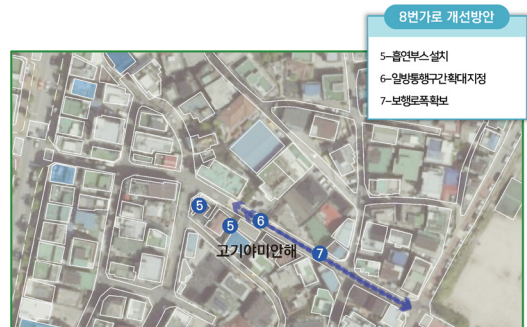 8번가로 개선방안
5-흡연부스설치
6-일방통행구간확대지정
7-보행로폭확보
5
5
6
7
고기야미안해